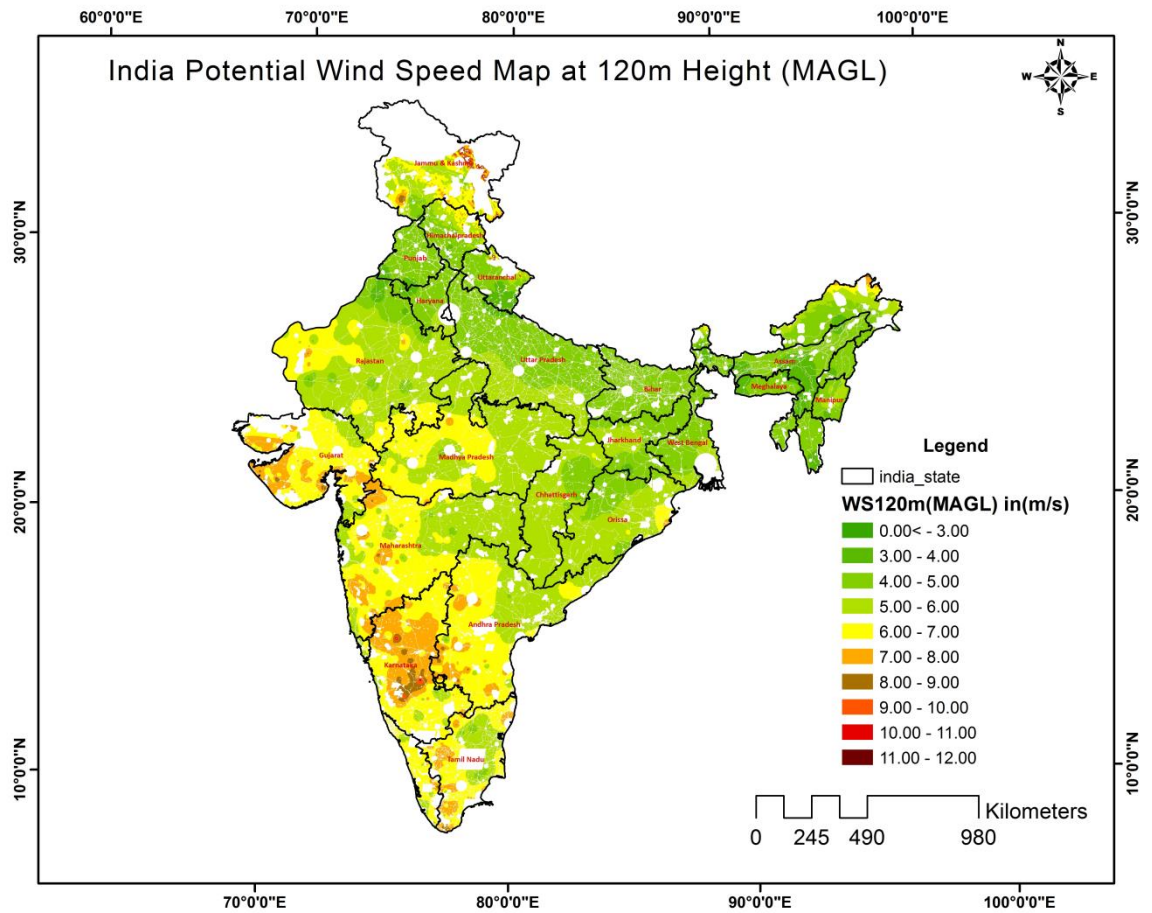 60°0'0"E 70°0'0"E 80°0'0"E 90°0'0"E 100°0'0"E
India Potential Wind Speed Map at 120m Height (MAGL)
N
W E
S
Jammu & Kashmir
30°0'0"N 30°0'0"N
Himachalpradesh
Punjab
Uttaranchal
Haryana
Rajastan
Uttar Pradesh
Assam
Bihar
Meghalaya
Manipur
Gujarat
Madhya Pradesh
Jharkhand
West Bengal
Chhattisgarh
Orissa
20°0'0"N 20°0'0"N
Maharashtra
Andhra Pradesh
Karnataka
Tamil Nadu
10°0'0"N 10°0'0"N
Legend
india_state
WS120m(MAGL) in(m/s)
0.00< - 3.00
3.00 - 4.00
4.00 - 5.00
5.00 - 6.00
6.00 - 7.00
7.00 - 8.00
8.00 - 9.00
9.00 - 10.00
10.00 - 11.00
11.00 - 12.00
Kilometers
0 245 490 980
70°0'0"E 80°0'0"E 90°0'0"E 100°0'0"E